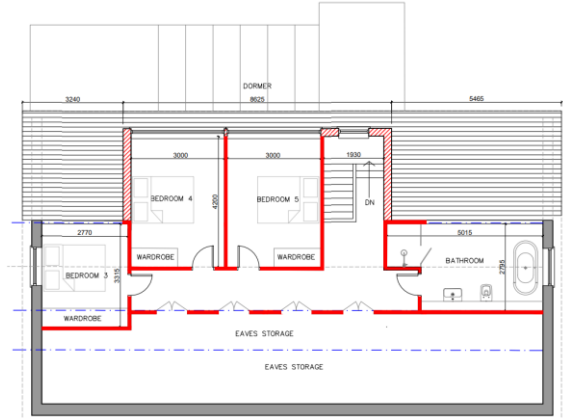 DORMER
3240
8625
5465
3000
3000
1930
BEDROOM 4
4200
BEDROOM 5
DN
2770
5015
WARDROBE
WARDROBE
BATHROOM
2795
BEDROOM 3
3315
WARDROBE
EAVES STORAGE
EAVES STORAGE